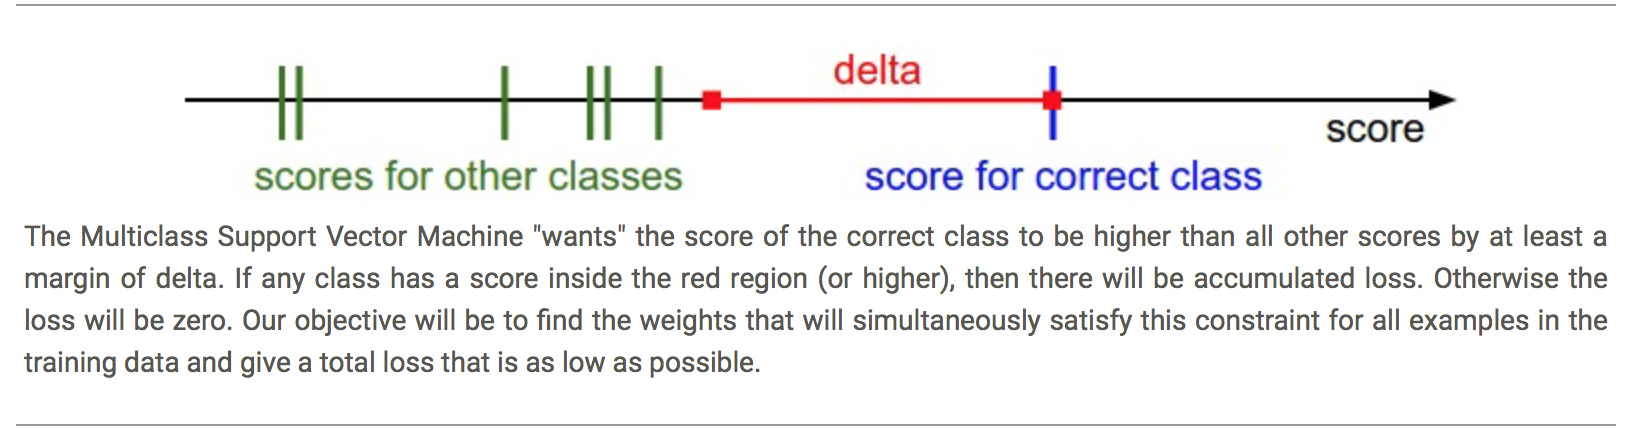 delta
score
scores for other classes
score for correct class
The Multiclass Support Vector Machine "wants" the score of the correct class to be higher than all other scores by at least a
margin of delta. If any class has a score inside the red region (or higher), then there will be accumulated loss. Otherwise the
loss will be zero. Our objective will be to find the weights that will simultaneously satisfy this constraint for all examples in the
training data and give a total loss that is as low as possible.